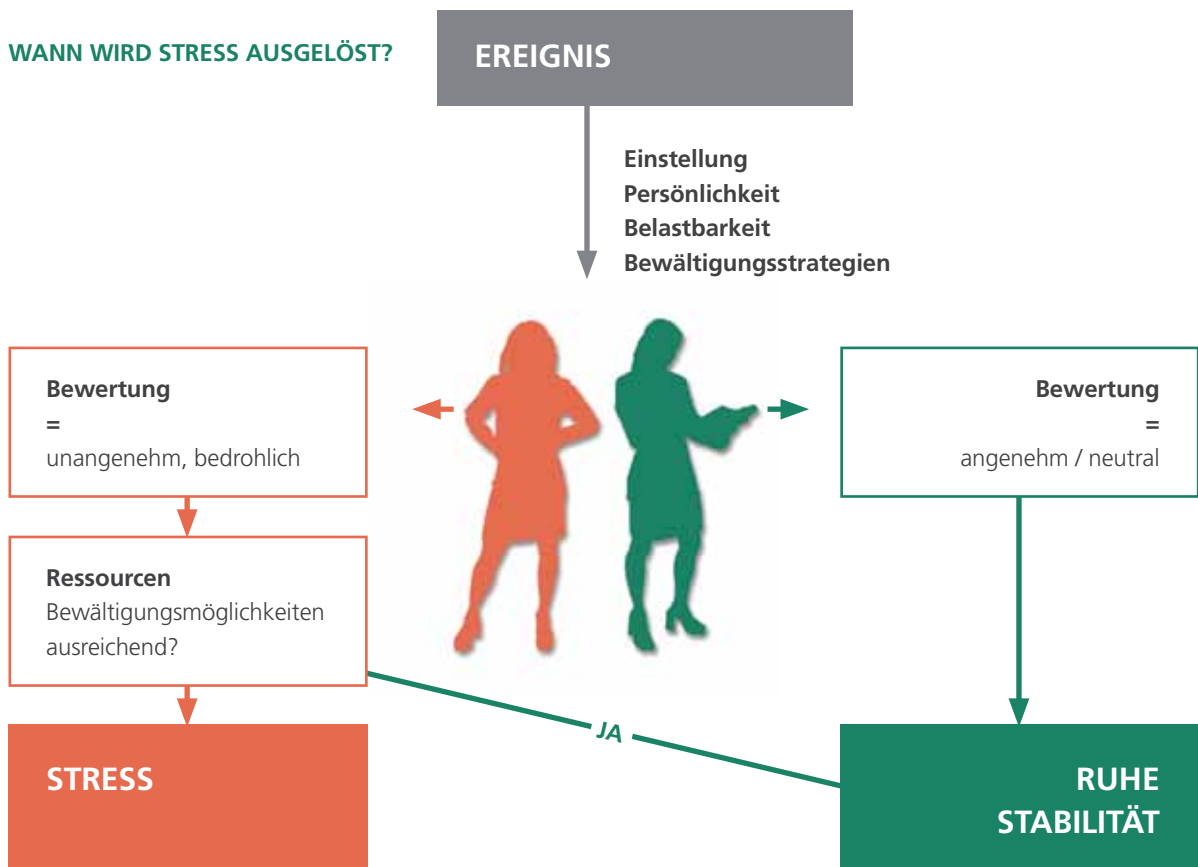 WANN WIRD STRESS AUSGELÖST?
EREIGNIS
Einstellung
Persönlichkeit
Belastbarkeit
Bewältigungsstrategien
Bewertung
=
unangenehm, bedrohlich
Bewertung
=
angenehm / neutral
Ressourcen
Bewältigungsmöglichkeiten
ausreichend?
JA
STRESS
RUHE
STABILITÄT